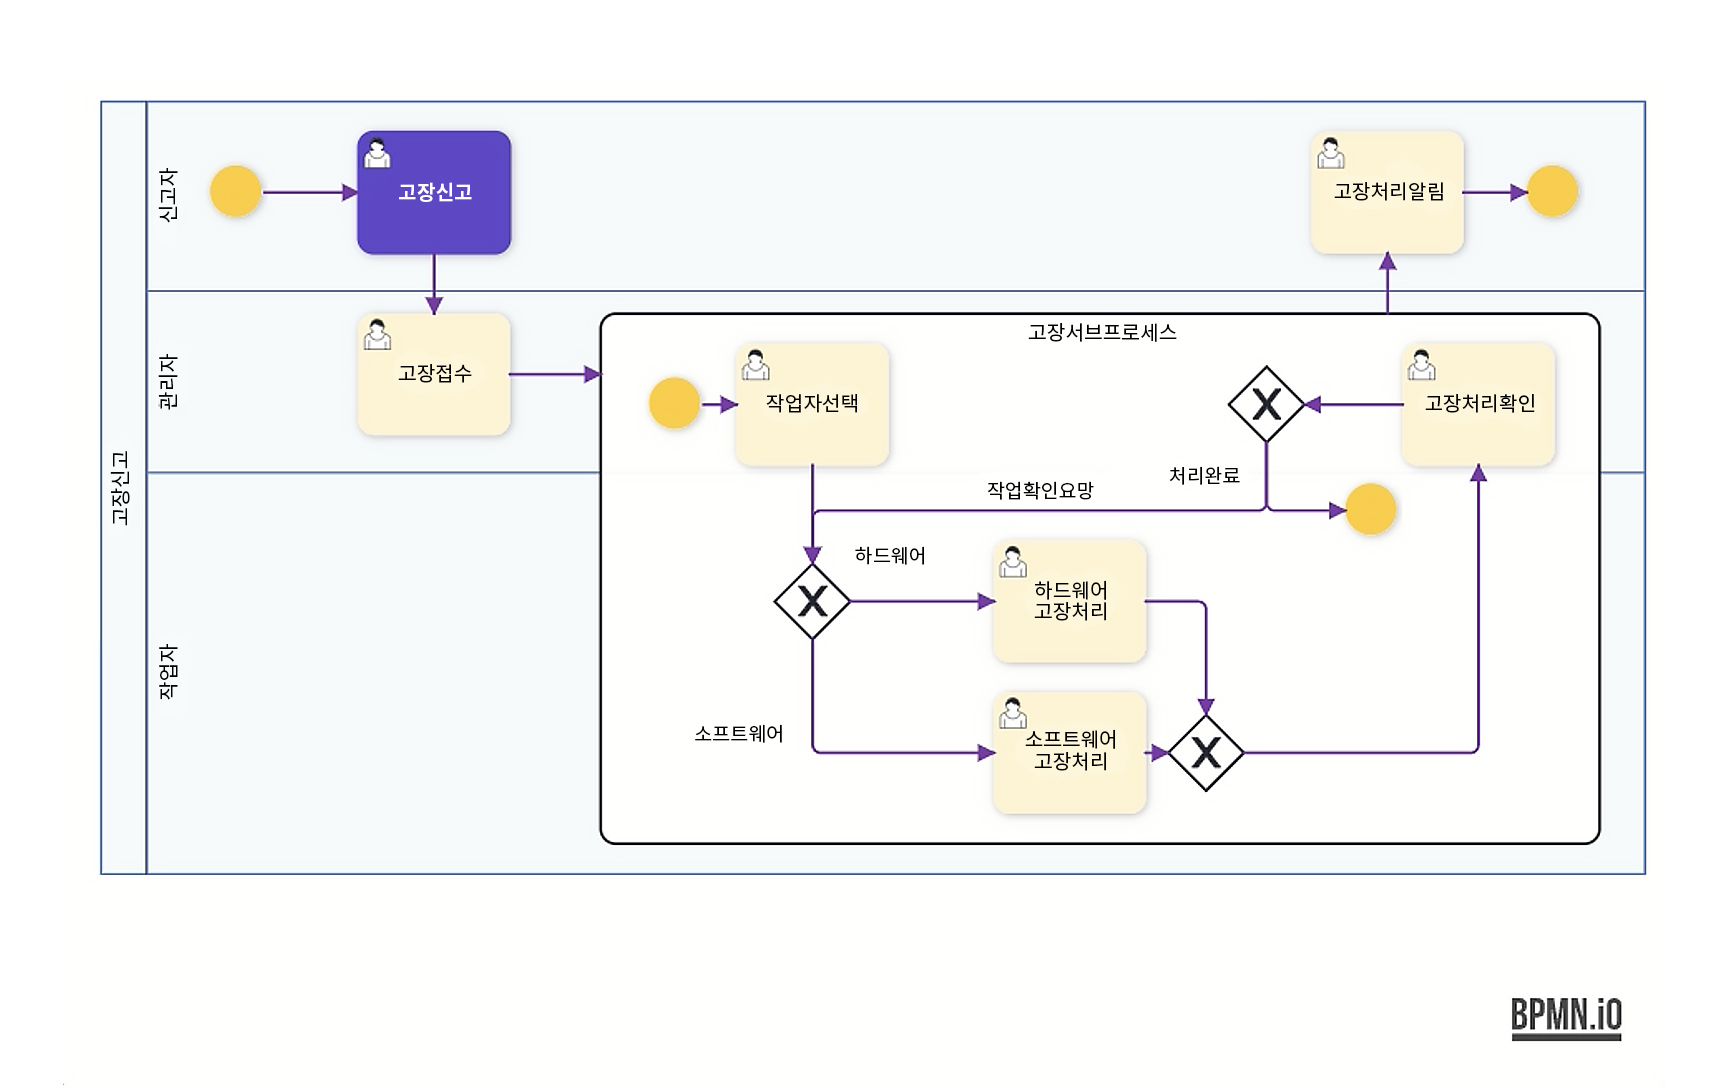 고장신고
신고자
고장신고
고장처리알림
관리자
고장접수
고장서브프로세스
작업자선택
X
고장처리확인
처리완료
작업확인요망
작업자
하드웨어
X
하드웨어
고장처리
소프트웨어
소프트웨어
고장처리
X
BPMN.iO